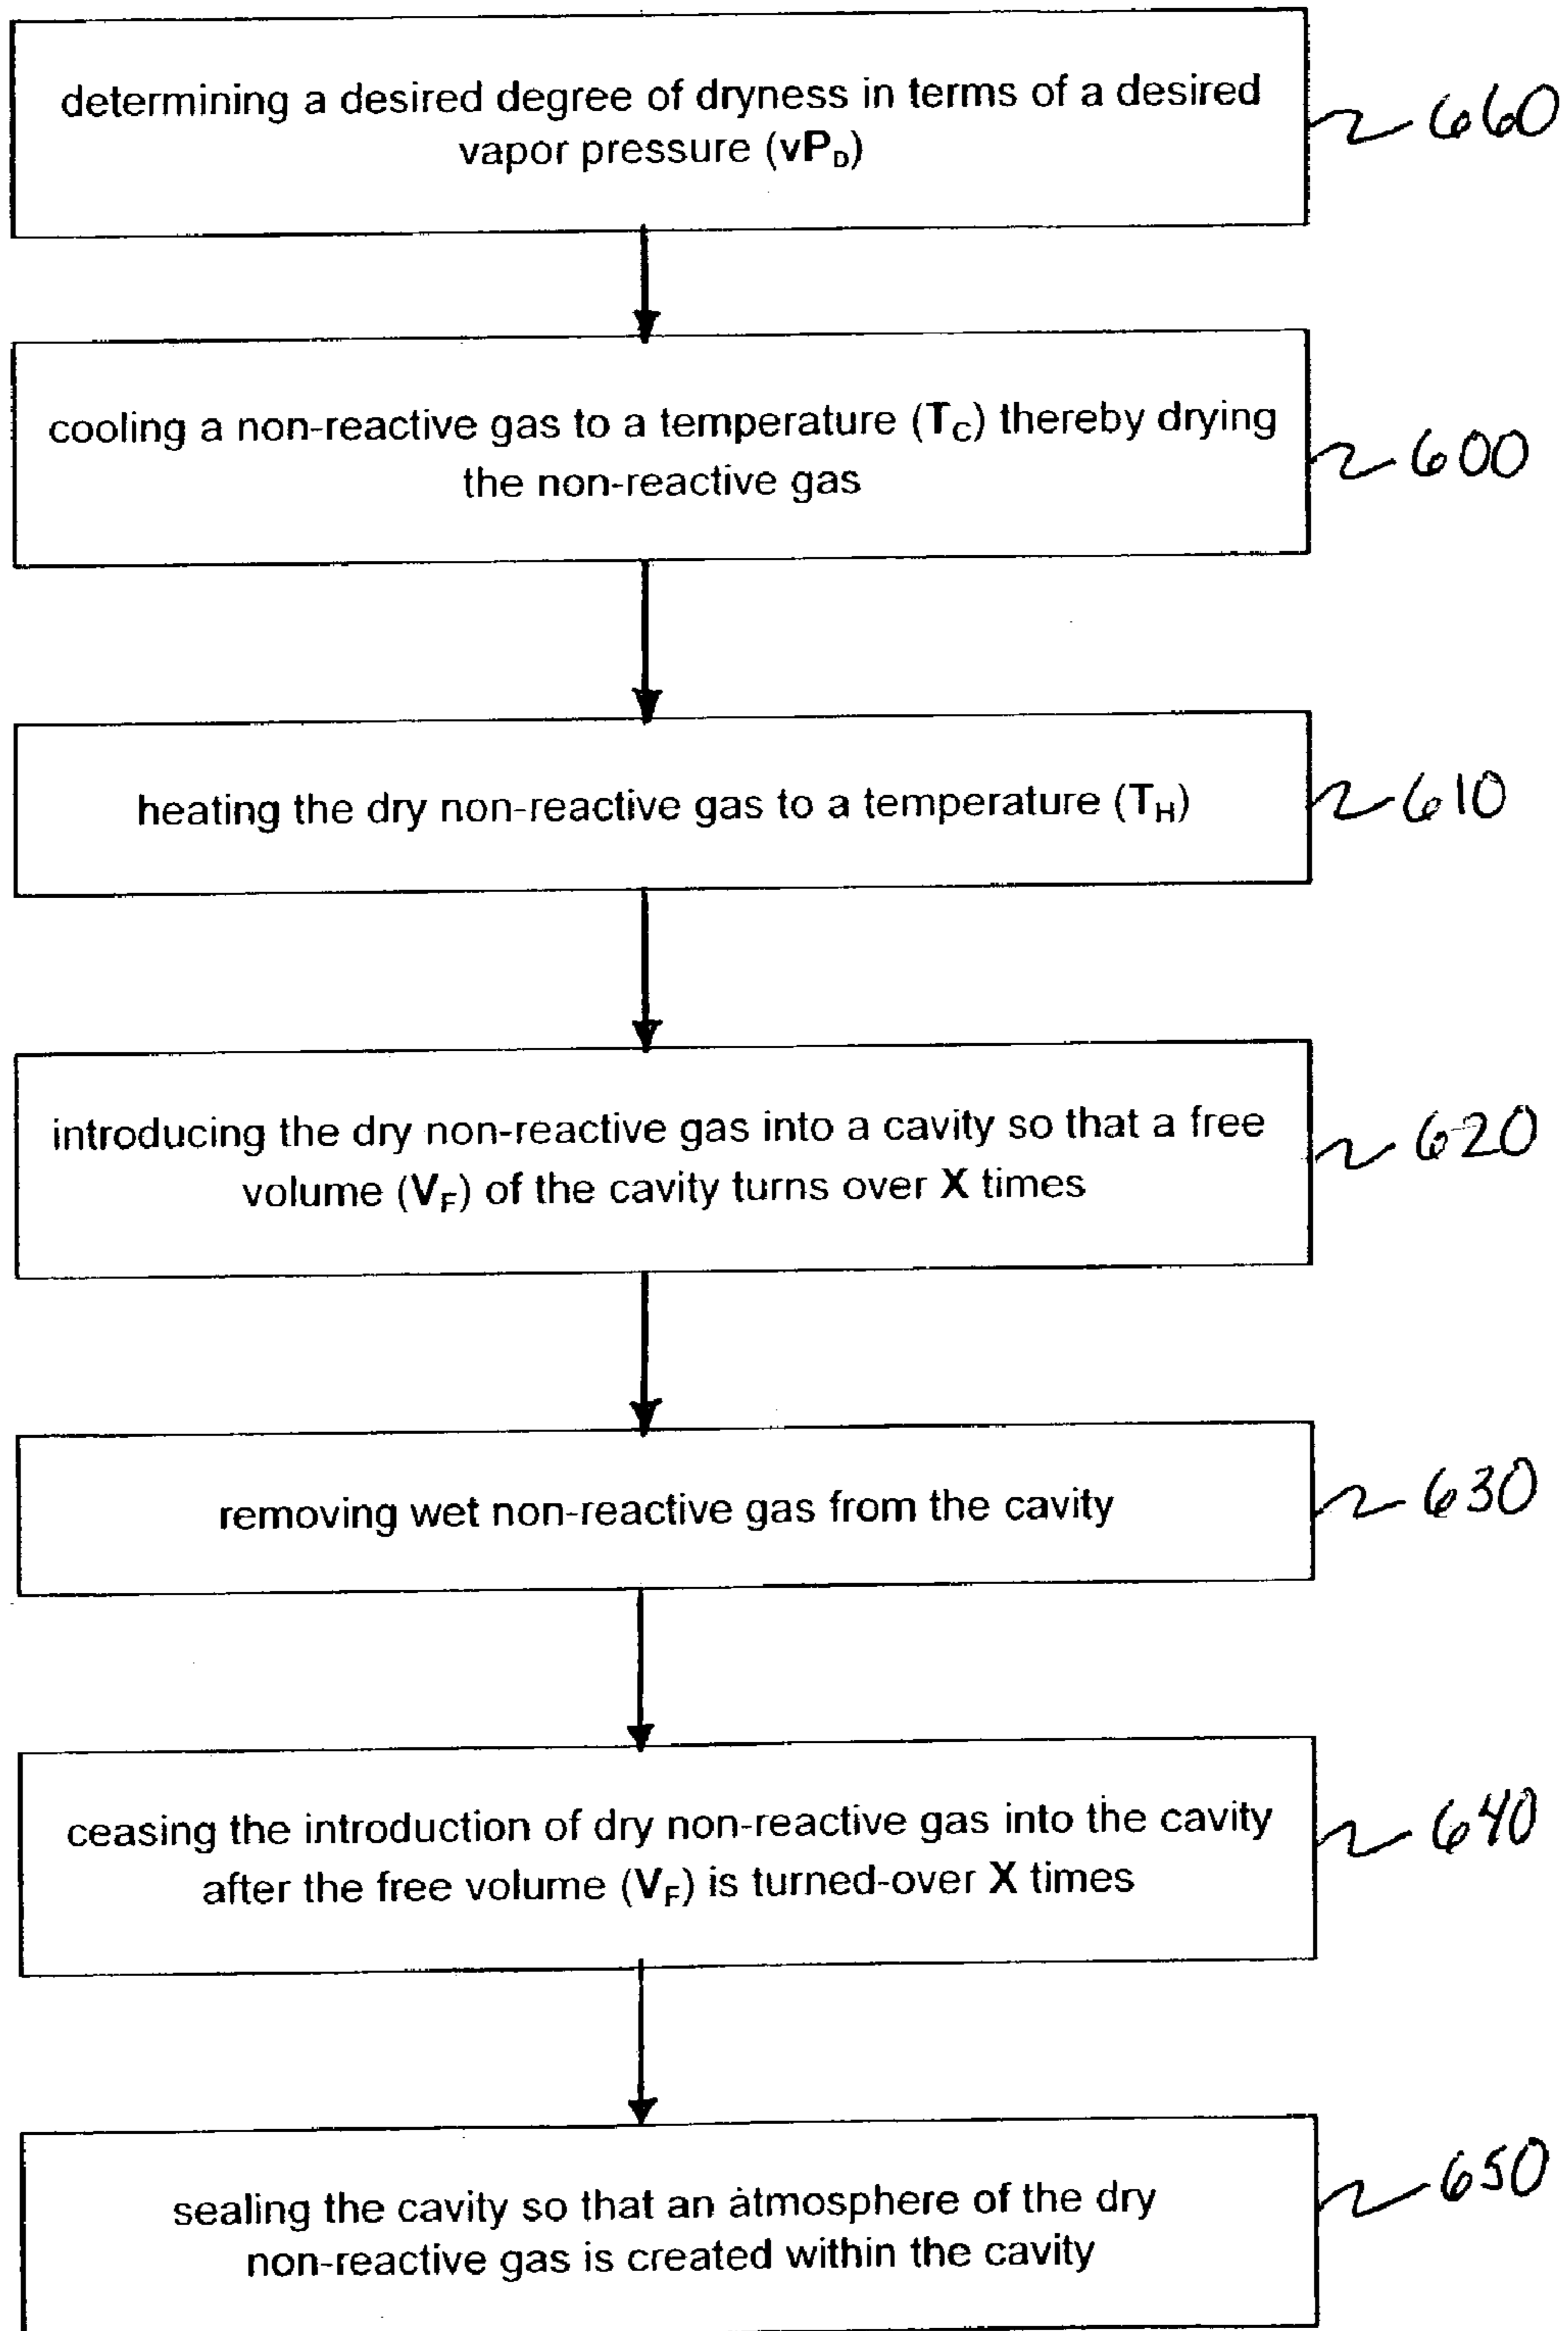 determining a desired degree of dryness in terms of a desired
vapor pressure (vP_D)
660
cooling a non-reactive gas to a temperature (T_C) thereby drying
the non-reactive gas
600
heating the dry non-reactive gas to a temperature (T_H)
610
introducing the dry non-reactive gas into a cavity so that a free
volume (V_F) of the cavity turns over X times
620
removing wet non-reactive gas from the cavity
630
ceasing the introduction of dry non-reactive gas into the cavity
after the free volume (V_F) is turned-over X times
640
sealing the cavity so that an atmosphere of the dry
non-reactive gas is created within the cavity
650